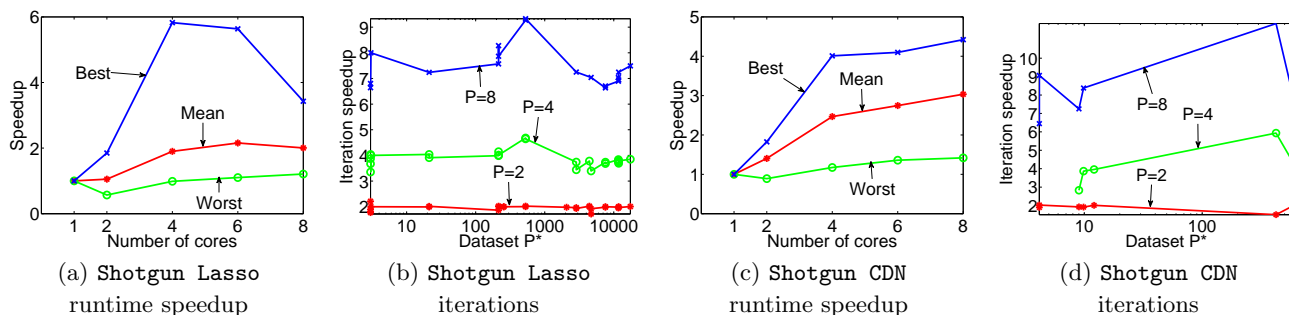 Speedup
6
4
2
0
1 2 4 6 8
Number of cores
Best
Mean
Worst
(a) Shotgun Lasso
runtime speedup
Iteration speedup
9
8
7
6
5
4
3
2
10 100 1000 10000
Dataset P*
P=8
P=4
P=2
(b) Shotgun Lasso
iterations
Speedup
5
4
3
2
1
0
1 2 4 6 8
Number of cores
Best
Mean
Worst
(c) Shotgun CDN
runtime speedup
Iteration speedup
10
9
8
7
6
5
4
3
2
10 100
Dataset P*
P=8
P=4
P=2
(d) Shotgun CDN
iterations